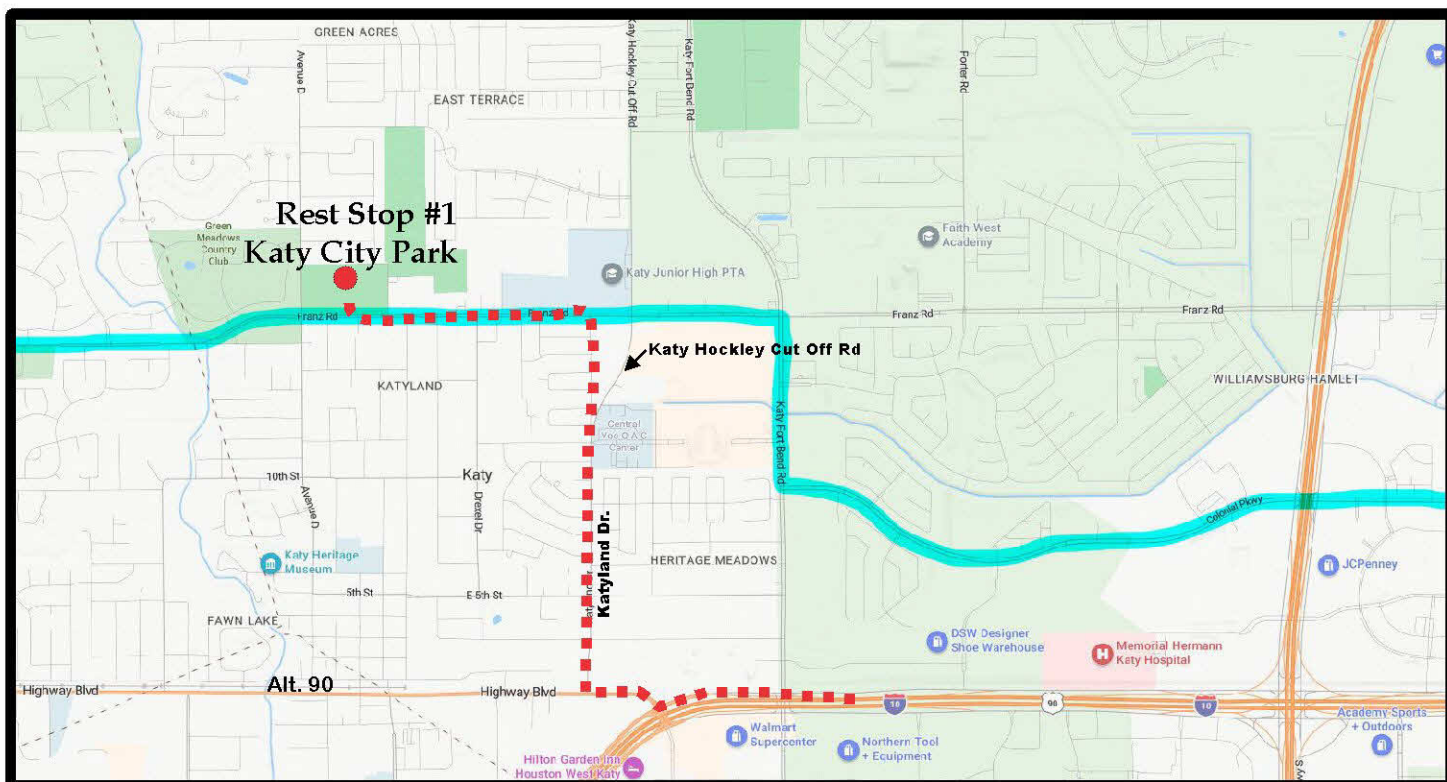 GREEN ACRES
Avenue D
Katy Hockley Cut Off Rd
Katy Fort Bend Rd
Porter Rd
EAST TERRACE
Rest Stop #1
Katy City Park
Green
Meadows
Country
Club
Faith West
Academy
Katy Junior High PTA
Franz Rd
Franz Rd
Franz Rd
Franz Rd
Katy Hockley Cut Off Rd
KATYLAND
WILLIAMSBURG HAMLET
Katy Fort Bend Rd
Central
Center
10th St
Katy
Avenue D
Drexel Dr
Colonial Pkwy
Katyland Dr.
Katy Heritage
Museum
HERITAGE MEADOWS
JCPenney
5th St
E 5th St
FAWN LAKE
DSW Designer
Shoe Warehouse
Memorial Hermann
Katy Hospital
Alt. 90
Highway Blvd
Highway Blvd
10
90
10
Walmart
Supercenter
Northern Tool
+ Equipment
Academy Sports
+ Outdoors
Hilton Garden Inn
Houston West Katy